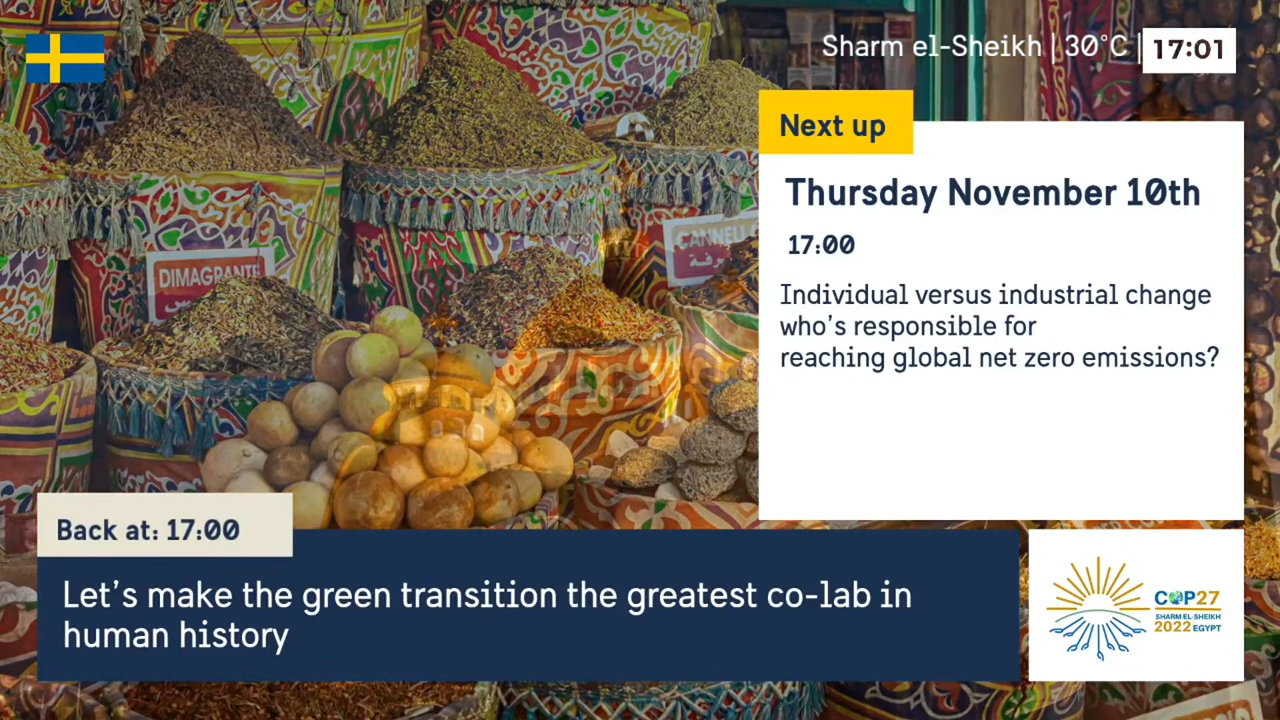 Sharm el-Sheikh | 30°C | 17:01
Next up
Thursday November 10th
17:00
Individual versus industrial change
who's responsible for
reaching global net zero emissions?
DIMAGRANTE
Back at: 17:00
Let's make the green transition the greatest co-lab in
human history
COP27
SHARM EL-SHEIKH
2022 EGYPT